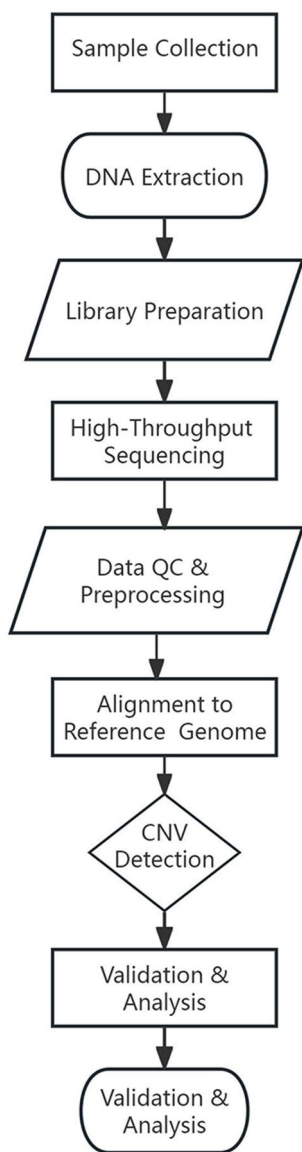 Sample Collection
DNA Extraction
Library Preparation
High-Throughput
Sequencing
Data QC &
Preprocessing
Alignment to
Reference Genome
CNV
Detection
Validation &
Analysis
Validation &
Analysis